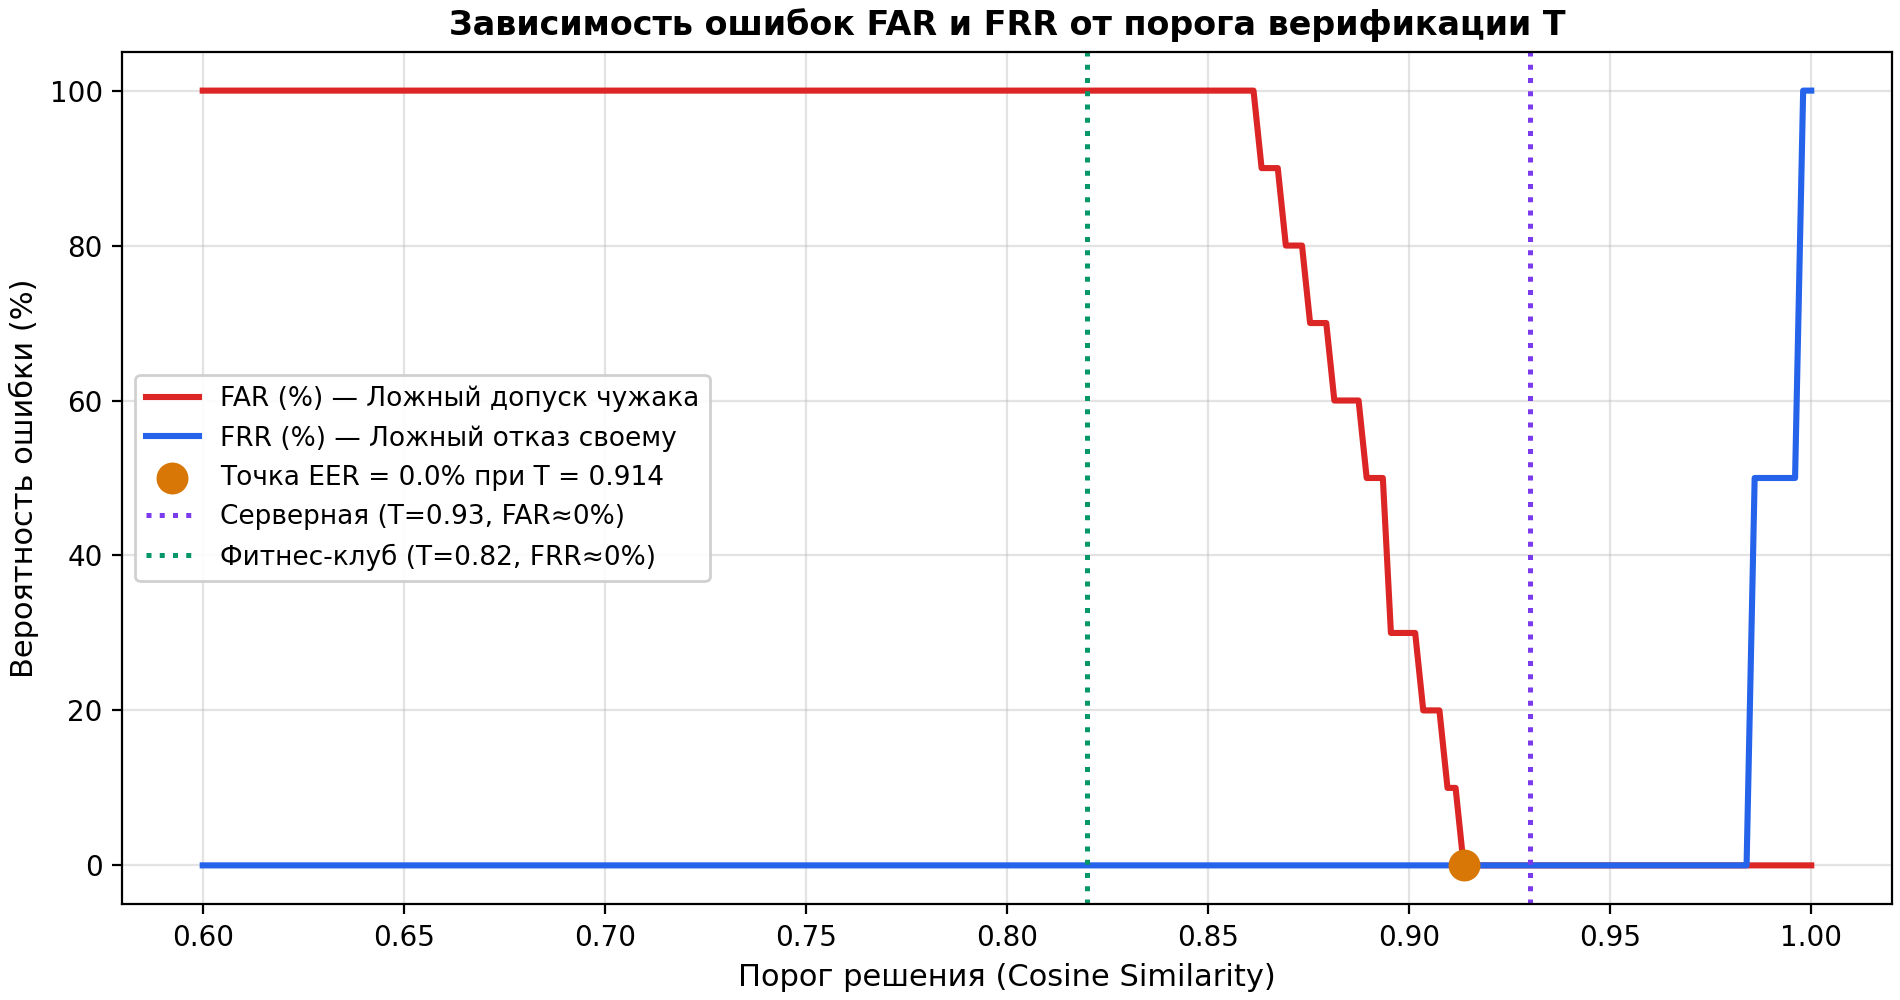 Зависимость ошибок FAR и FRR от порога верификации T
Вероятность ошибки (%)
100
80
60
40
20
0
FAR (%) — Ложный допуск чужака
FRR (%) — Ложный отказ своему
Точка EER = 0.0% при T = 0.914
Серверная (T=0.93, FAR≈0%)
Фитнес-клуб (T=0.82, FRR≈0%)
0.60 0.65 0.70 0.75 0.80 0.85 0.90 0.95 1.00
Порог решения (Cosine Similarity)